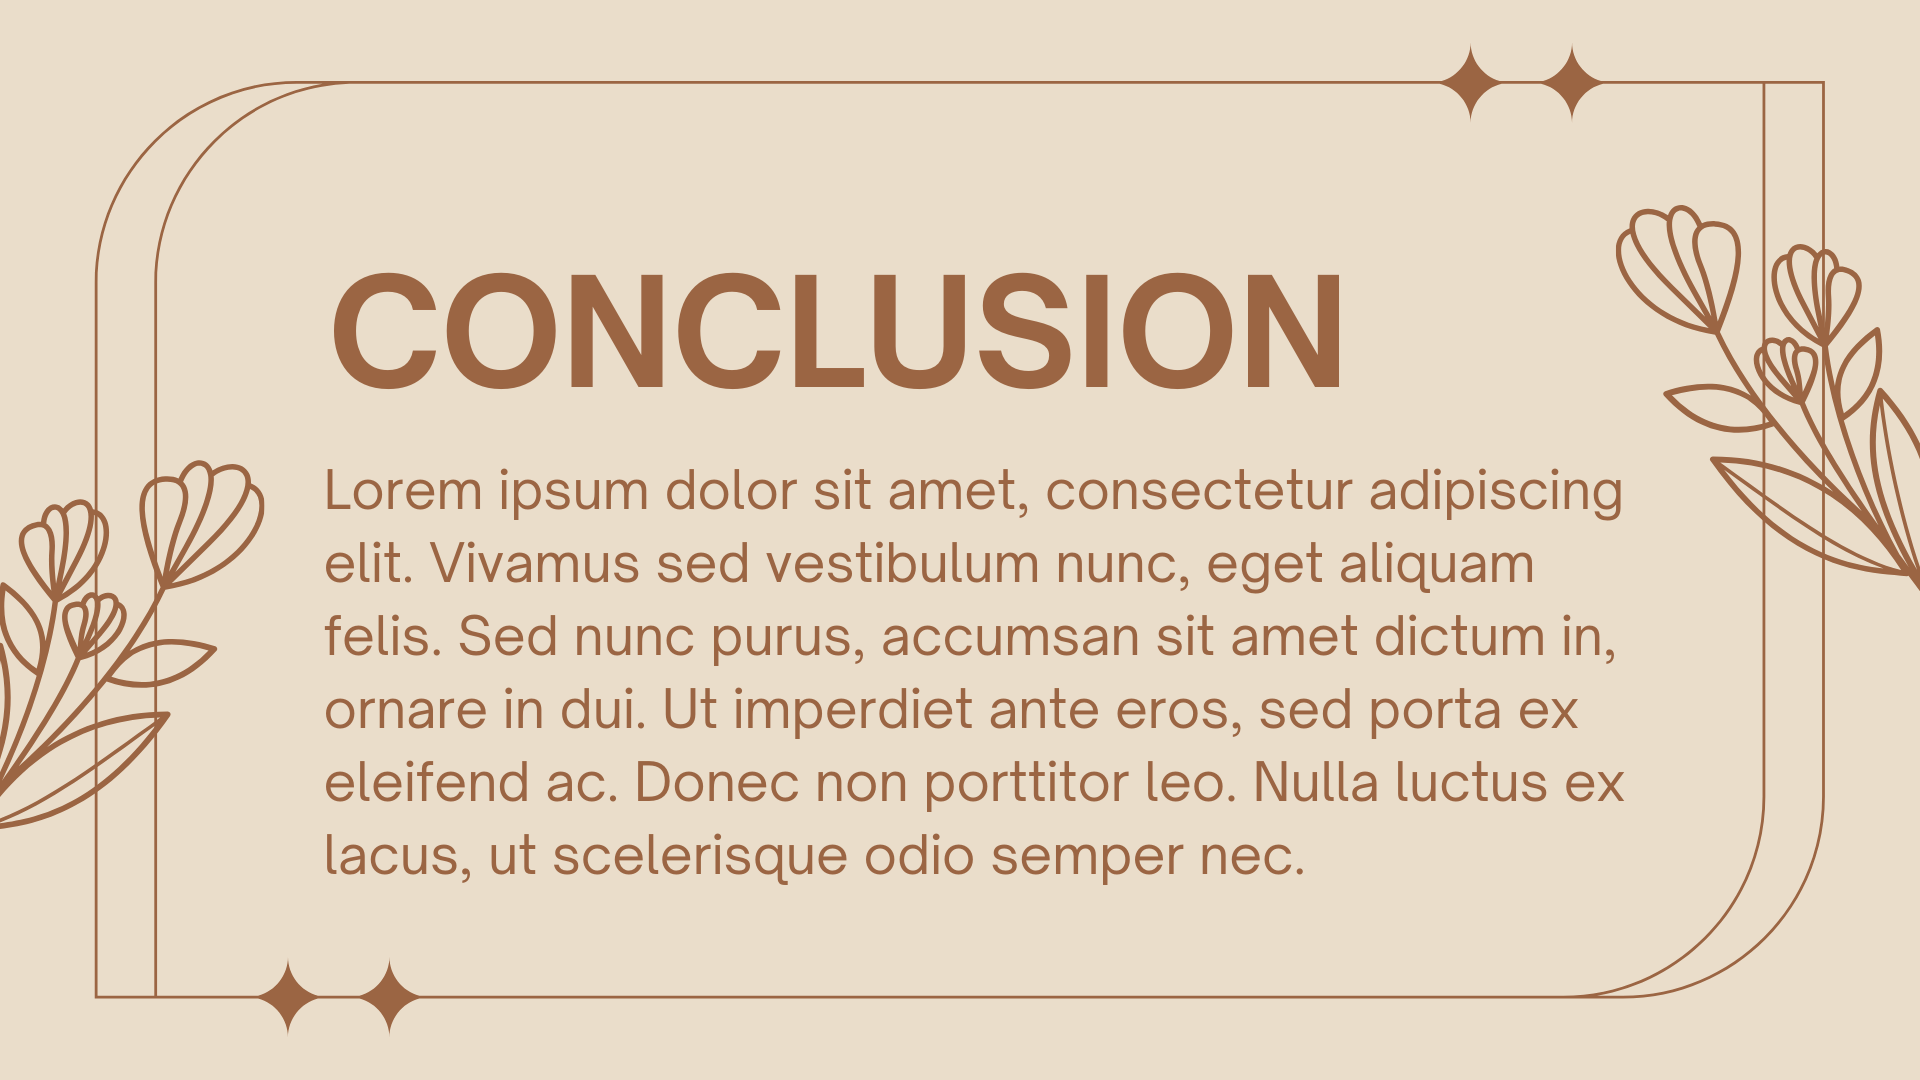 CONCLUSION
Lorem ipsum dolor sit amet, consectetur adipiscing
elit. Vivamus sed vestibulum nunc, eget aliquam
felis. Sed nunc purus, accumsan sit amet dictum in,
ornare in dui. Ut imperdiet ante eros, sed porta ex
eleifend ac. Donec non porttitor leo. Nulla luctus ex
lacus, ut scelerisque odio semper nec.